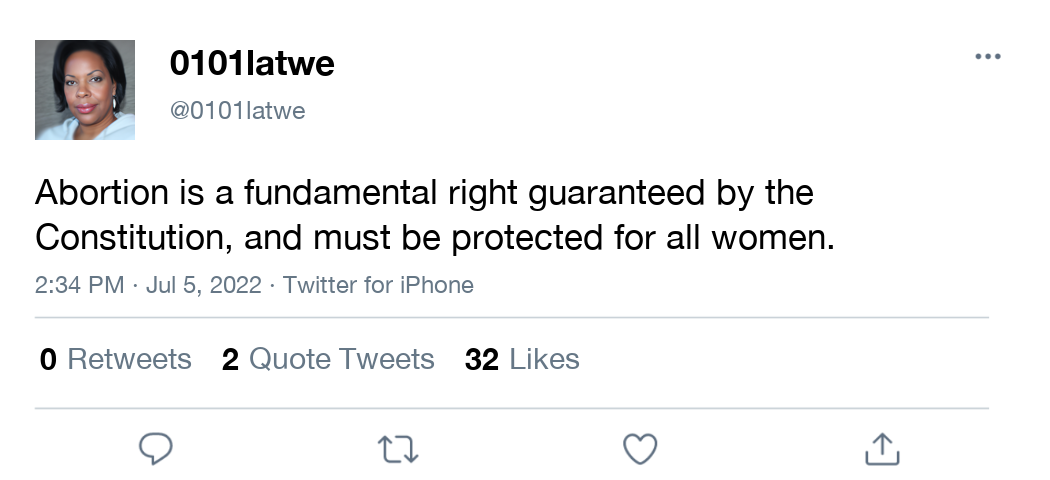 0101latwe
@0101latwe
Abortion is a fundamental right guaranteed by the
Constitution, and must be protected for all women.
2:34 PM · Jul 5, 2022 · Twitter for iPhone
0 Retweets 2 Quote Tweets 32 Likes